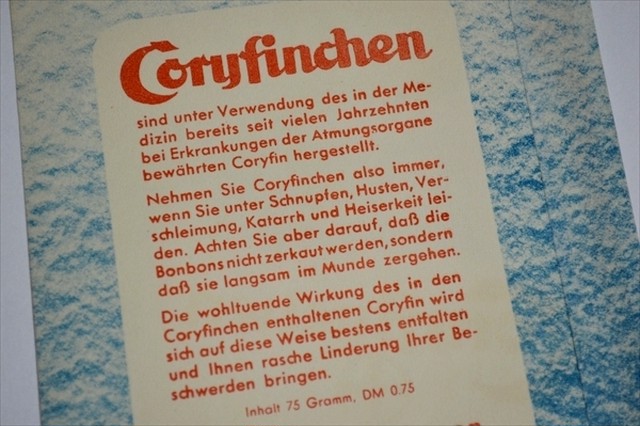 Coryfinchen
sind unter Verwendung des in der Me-
dizin bereits seit vielen Jahrzehnten
bei Erkrankungen der Atmungsorgane
bewährten Coryfin hergestellt.
Nehmen Sie Coryfinchen also immer,
wenn Sie unter Schnupfen, Husten, Ver-
schleimung, Katarrh und Heiserkeit lei-
den. Achten Sie aber darauf, daß die
Bonbons nicht zerkaut werden, sondern
daß sie langsam im Munde zergehen.
Die wohltuende Wirkung des in den
Coryfinchen enthaltenen Coryfin wird
sich auf diese Weise bestens entfalten
und Ihnen rasche Linderung Ihrer Be-
schwerden bringen.
Inhalt 75 Gramm, DM 0.75